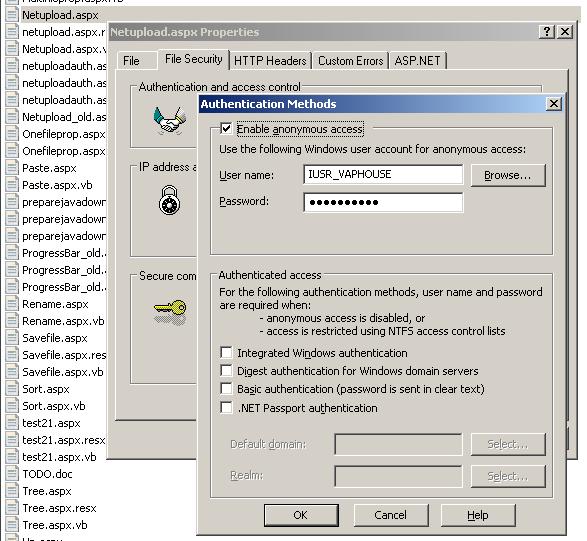 Netupload.aspx
netupload.aspx.r
Netupload.aspx.v
netuploadauth.as
netuploadauth.as
netuploadauth.as
Netupload_old.as
Onefileprop.aspx
Onefileprop.aspx
Paste.aspx
Paste.aspx.vb
preparejavadown
preparejavadown
preparejavadown
ProgressBar_old.
ProgressBar_old.
ProgressBar_old.
Rename.aspx
Rename.aspx.vb
Savefile.aspx
Savefile.aspx.res
Savefile.aspx.vb
Sort.aspx
Sort.aspx.vb
test21.aspx
test21.aspx.resx
test21.aspx.vb
TODO.doc
Tree.aspx
Tree.aspx.resx
Tree.aspx.vb
Netupload.aspx Properties
File
File Security
HTTP Headers
Custom Errors
ASP.NET
Authentication and access control
IP address a
Secure com
Authentication Methods
Enable anonymous access
Use the following Windows user account for anonymous access:
User name:
IUSR_VAPHOUSE
Browse...
Password:
Authenticated access
For the following authentication methods, user name and password
are required when:
- anonymous access is disabled, or
- access is restricted using NTFS access control lists
Integrated Windows authentication
Digest authentication for Windows domain servers
Basic authentication (password is sent in clear text)
.NET Passport authentication
Default domain:
Select...
Realm:
Select...
OK
Cancel
Help